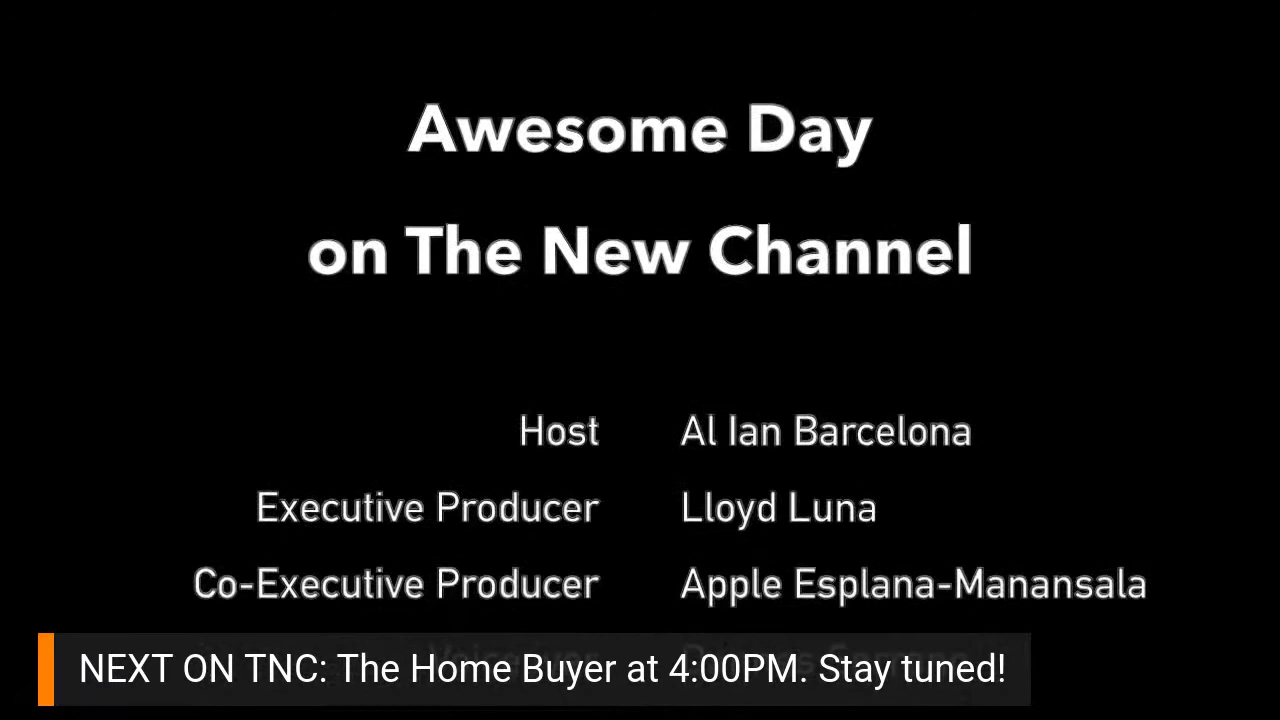 Awesome Day
on The New Channel
Host Al Ian Barcelona
Executive Producer Lloyd Luna
Co-Executive Producer Apple Esplana-Manansala
NEXT ON TNC: The Home Buyer at 4:00PM. Stay tuned!